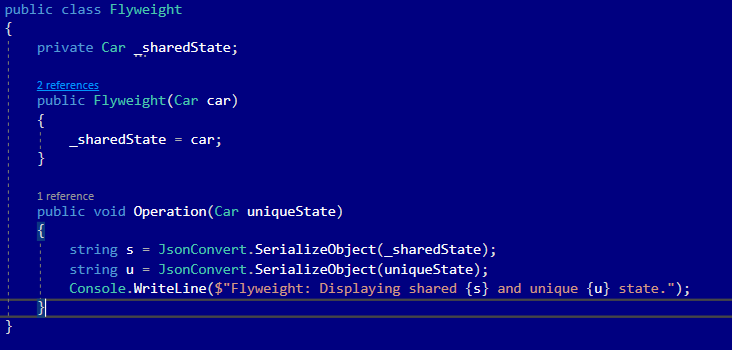 public class Flyweight
{
private Car _sharedState;
2 references
public Flyweight(Car car)
{
_sharedState = car;
}
1 reference
public void Operation(Car uniqueState)
{
string s = JsonConvert.SerializeObject(_sharedState);
string u = JsonConvert.SerializeObject(uniqueState);
Console.WriteLine($"Flyweight: Displaying shared {s} and unique {u} state.");
}
}